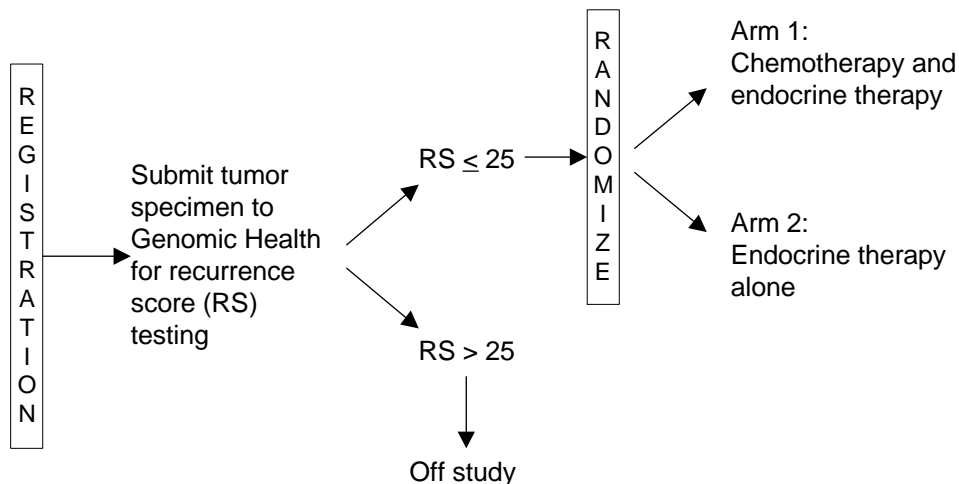 REGISTRATION
Submit tumor
specimen to
Genomic Health
for recurrence
score (RS)
testing
RS ≤ 25
RS > 25
Off study
RANDOMIZE
Arm 1:
Chemotherapy and
endocrine therapy
Arm 2:
Endocrine therapy
alone